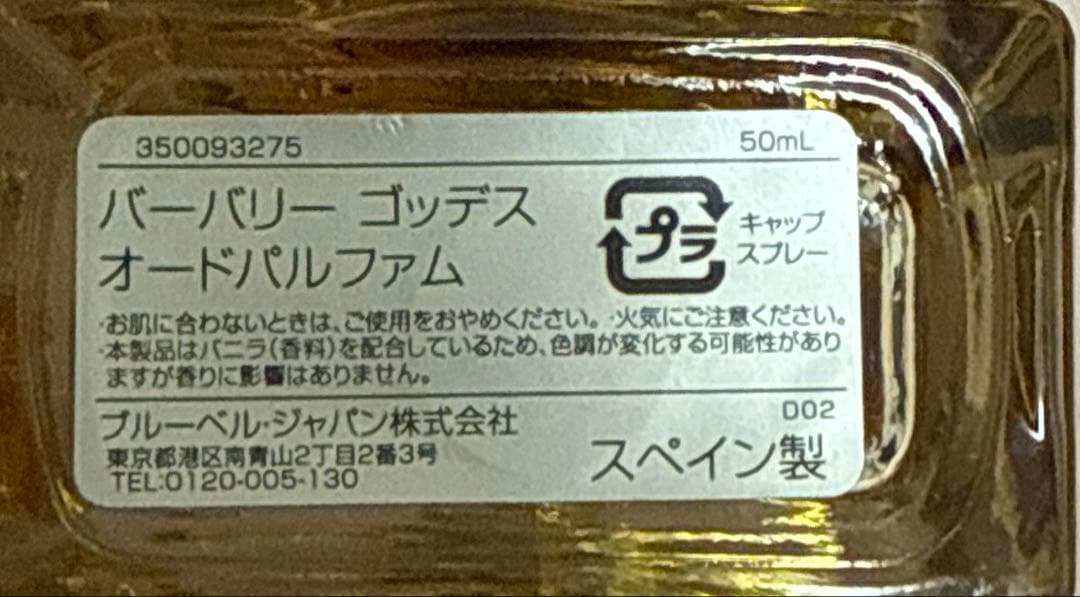 350093275 50mL
バーバリー ゴッデス
オードパルファム
プラ
キャップ
スプレー
・お肌に合わないときは、ご使用をおやめください。・火気にご注意ください。
・本製品はバニラ(香料)を配合しているため、色調が変化する可能性があり
ますが香りに影響はありません。
ブルーベル・ジャパン株式会社
東京都港区南青山2丁目2番3号
TEL:0120-005-130
D02
スペイン製